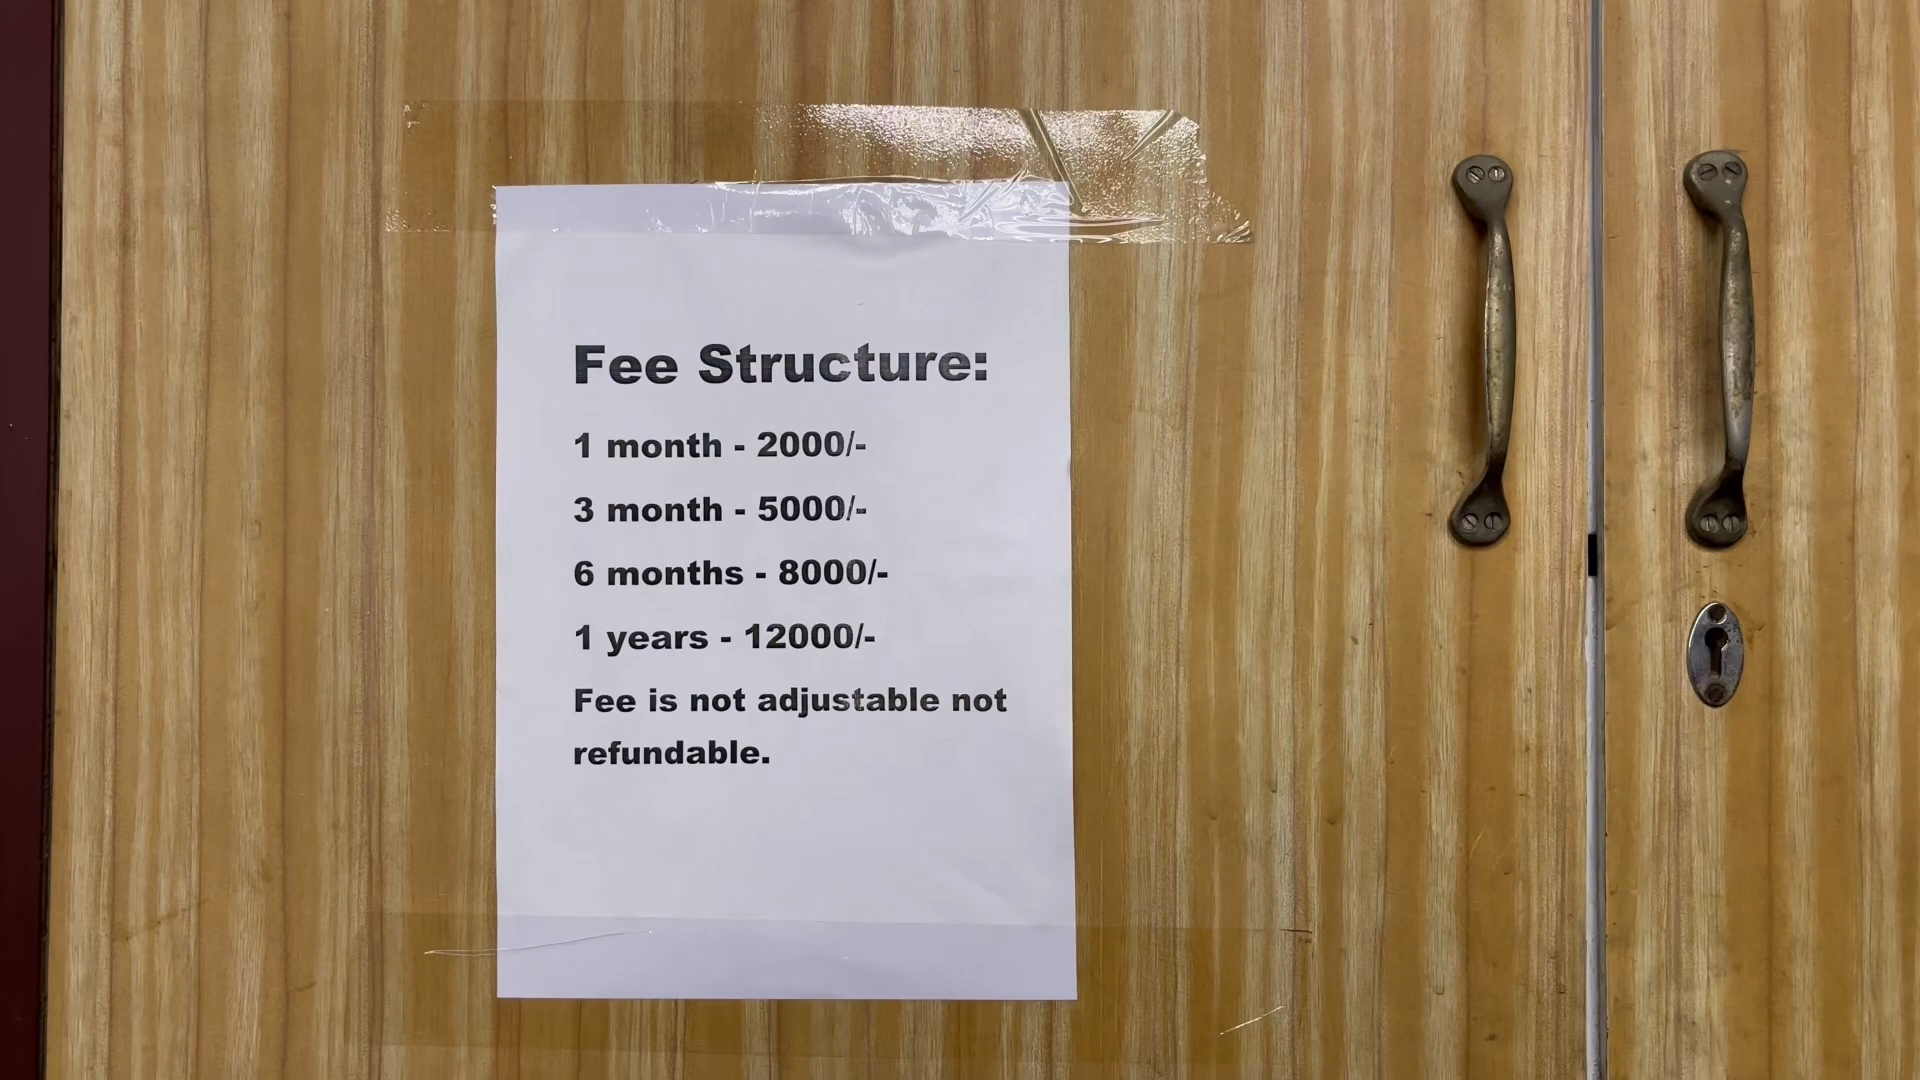 Fee Structure:
1 month - 2000/-
3 month - 5000/-
6 months - 8000/-
1 years - 12000/-
Fee is not adjustable not
refundable.